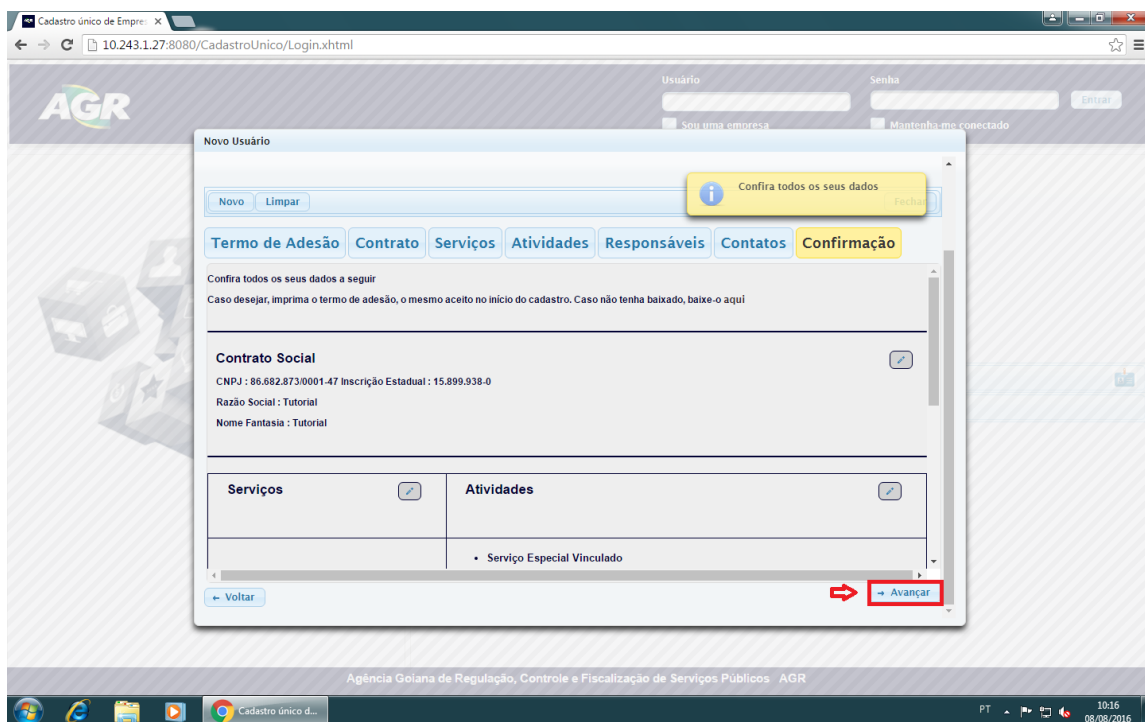 Cadastro único de Empre:
10.243.1.27:8080/CadastroUnico/Login.xhtml
AGR
Usuário
Senha
Entrar
Sou uma empresa
Mantenha-me conectado
Novo Usuário
Novo
Limpar
Confira todos os seus dados
Fechar
Termo de Adesão
Contrato
Serviços
Atividades
Responsáveis
Contatos
Confirmação
Confira todos os seus dados a seguir
Caso desejar, imprima o termo de adesão, o mesmo aceito no início do cadastro. Caso não tenha baixado, baixe-o aqui
Contrato Social
CNPJ : 86.682.873/0001-47 Inscrição Estadual : 15.899.938-0
Razão Social : Tutorial
Nome Fantasia : Tutorial
Serviços
Atividades
• Serviço Especial Vinculado
← Voltar
→ Avançar
Agência Goiana de Regulação, Controle e Fiscalização de Serviços Públicos AGR
Cadastro único d...
PT
10:16
08/08/2016